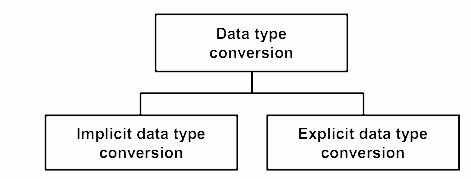 Data type
conversion
Implicit data type
conversion
Explicit data type
conversion